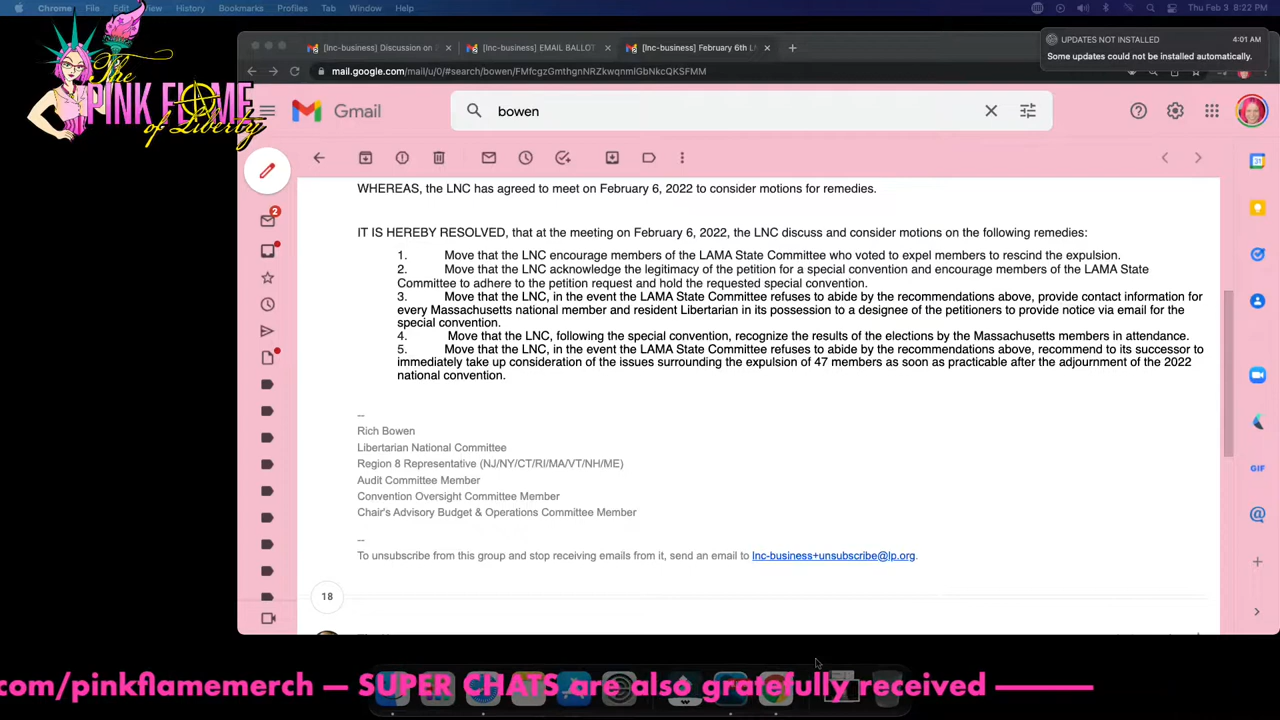 Chrome File Edit View History Bookmarks Profiles Tab Window Help Thu Feb 3 8:22 PM
The
PINK FLAME
of Liberty
[lnc-business] Discussion on [lnc-business] EMAIL BALLOT [lnc-business] February 6th L
UPDATES NOT INSTALLED 4:01 AM
Some updates could not be installed automatically.
mail.google.com/mail/u/0/#search/bowen/FMfcgzGmthgnNRZkwqnmlGbNkcQKSFMM
Gmail bowen
WHEREAS, the LNC has agreed to meet on February 6, 2022 to consider motions for remedies.
2
IT IS HEREBY RESOLVED, that at the meeting on February 6, 2022, the LNC discuss and consider motions on the following remedies:
1. Move that the LNC encourage members of the LAMA State Committee who voted to expel members to rescind the expulsion.
2. Move that the LNC acknowledge the legitimacy of the petition for a special convention and encourage members of the LAMA State
Committee to adhere to the petition request and hold the requested special convention.
3. Move that the LNC, in the event the LAMA State Committee refuses to abide by the recommendations above, provide contact information for
every Massachusetts national member and resident Libertarian in its possession to a designee of the petitioners to provide notice via email for the
special convention.
4. Move that the LNC, following the special convention, recognize the results of the elections by the Massachusetts members in attendance.
5. Move that the LNC, in the event the LAMA State Committee refuses to abide by the recommendations above, recommend to its successor to
immediately take up consideration of the issues surrounding the expulsion of 47 members as soon as practicable after the adjournment of the 2022
national convention.
--
Rich Bowen
Libertarian National Committee
Region 8 Representative (NJ/NY/CT/RI/MA/VT/NH/ME)
Audit Committee Member
Convention Oversight Committee Member
Chair's Advisory Budget & Operations Committee Member
GIF
--
To unsubscribe from this group and stop receiving emails from it, send an email to lnc-business+unsubscribe@lp.org.
18
com/pinkflamemerch — SUPER CHATS are also gratefully received ———